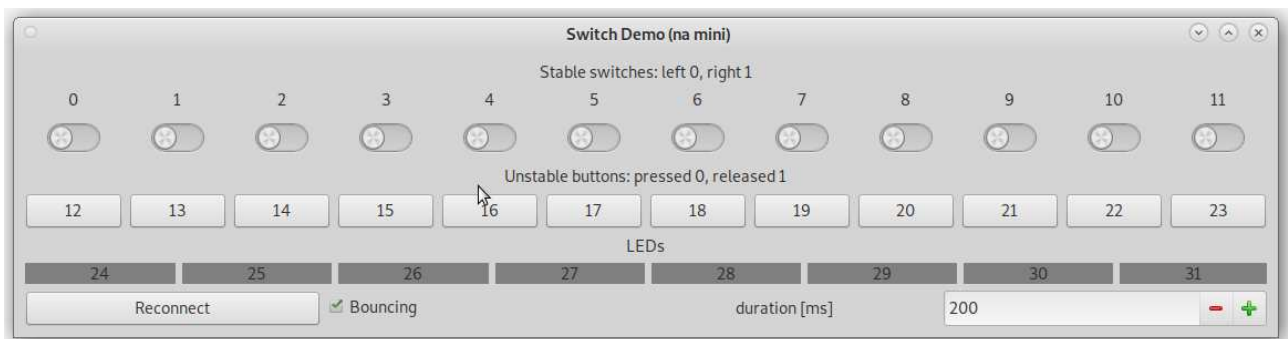 Switch Demo (na mini)
Stable switches: left 0, right 1
0 1 2 3 4 5 6 7 8 9 10 11
Unstable buttons: pressed 0, released 1
12 13 14 15 16 17 18 19 20 21 22 23
LEDs
24 25 26 27 28 29 30 31
Reconnect Bouncing duration [ms] 200